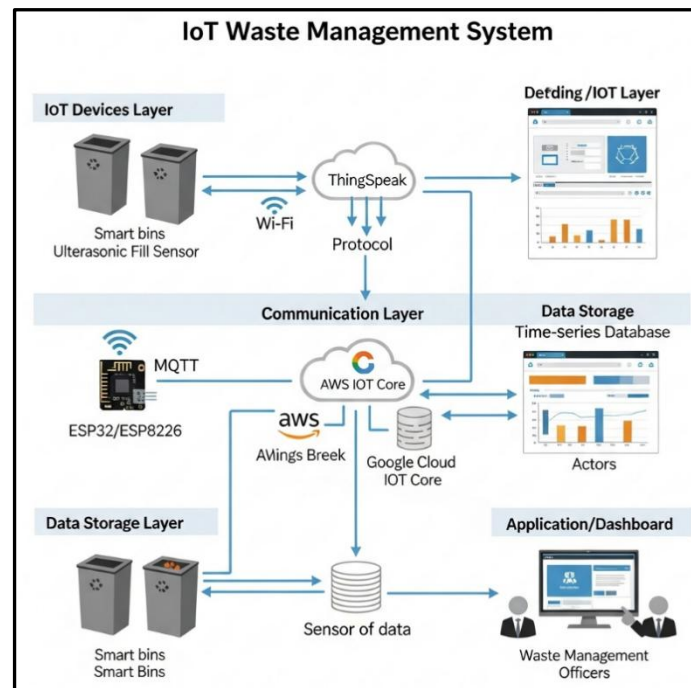 IoT Waste Management System
IoT Devices Layer
Smart bins
Ulterasonic Fill Sensor
Wi-Fi
ThingSpeak
Protocol
Detding /IOT Layer
Communication Layer
Data Storage
Time-series Database
MQTT
ESP32/ESP8226
AWS IOT Core
aws
AWings Breek
Google Cloud
IOT Core
Actors
Data Storage Layer
Smart bins
Smart Bins
Sensor of data
Application/Dashboard
Waste Management
Officers